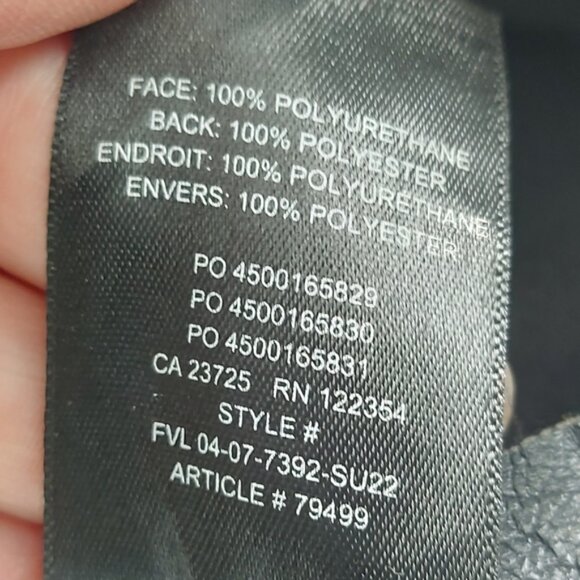 FACE: 100% POLYURETHANE
BACK: 100% POLYESTER
ENDROIT: 100% POLYURETHANE
ENVERS: 100% POLYESTER
PO 4500165829
PO 4500165830
PO 4500165831
CA 23725 RN 122354
STYLE #
FVL 04-07-7392-SU22
ARTICLE # 79499